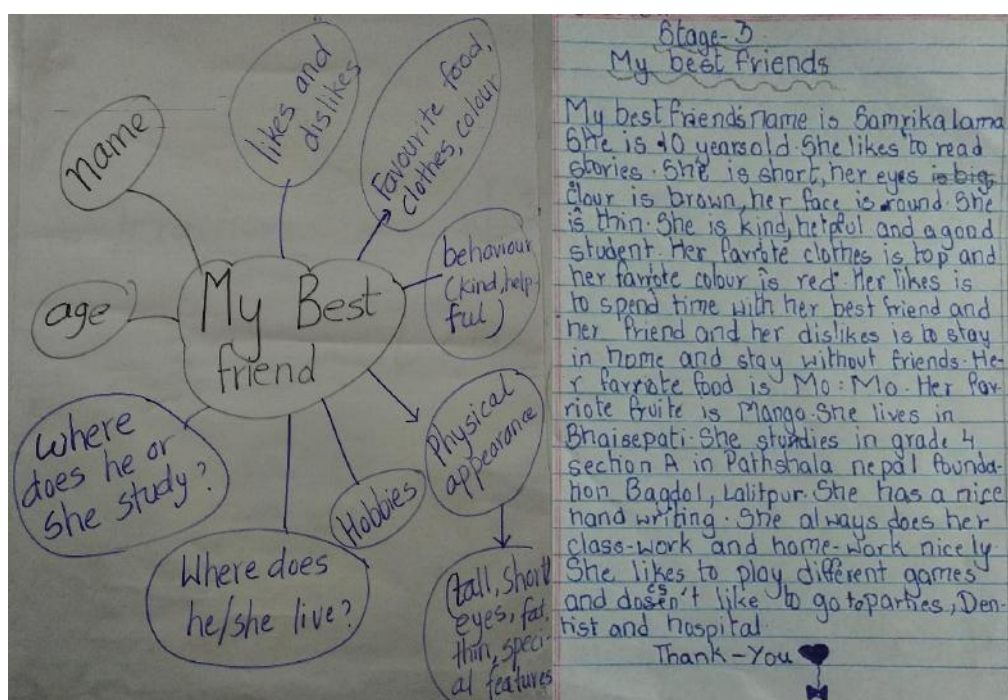 name
likes and
dislikes
Favourite food,
clothes, colour
behaviour
(kind, help-
ful)
age
My Best
friend
Where
does he or
she study?
Where does
he/she live?
Hobbies
Physical
appearance
(tall, short
eyes, fat,
thin, speci-
al features
Stage-3
My best friends
My best friends name is Samrika lama
She is 10 years old. She likes to read
stories. She is short, her eyes is big,
clour is brown, her face is round. She
is thin. She is kind, helpful and a good
student. Her favrote clothes is top and
her favrote colour is red. Her likes is
to spend time with her best friend and
her friend and her dislikes is to stay
in home and stay without friends. He-
r favriote food is Mo:Mo. Her fav-
riote fruite is Mango. She lives in
Bhaisepati. She studies in grade 4
section A in Pathshala nepal founda-
tion Bagdol, Lalitpur. She has a nice
hand writing. She always does her
class-work and home-work nicely
She likes to play different games
and doesn't like to go to parties, Den-
tist and hospital.
Thank-You